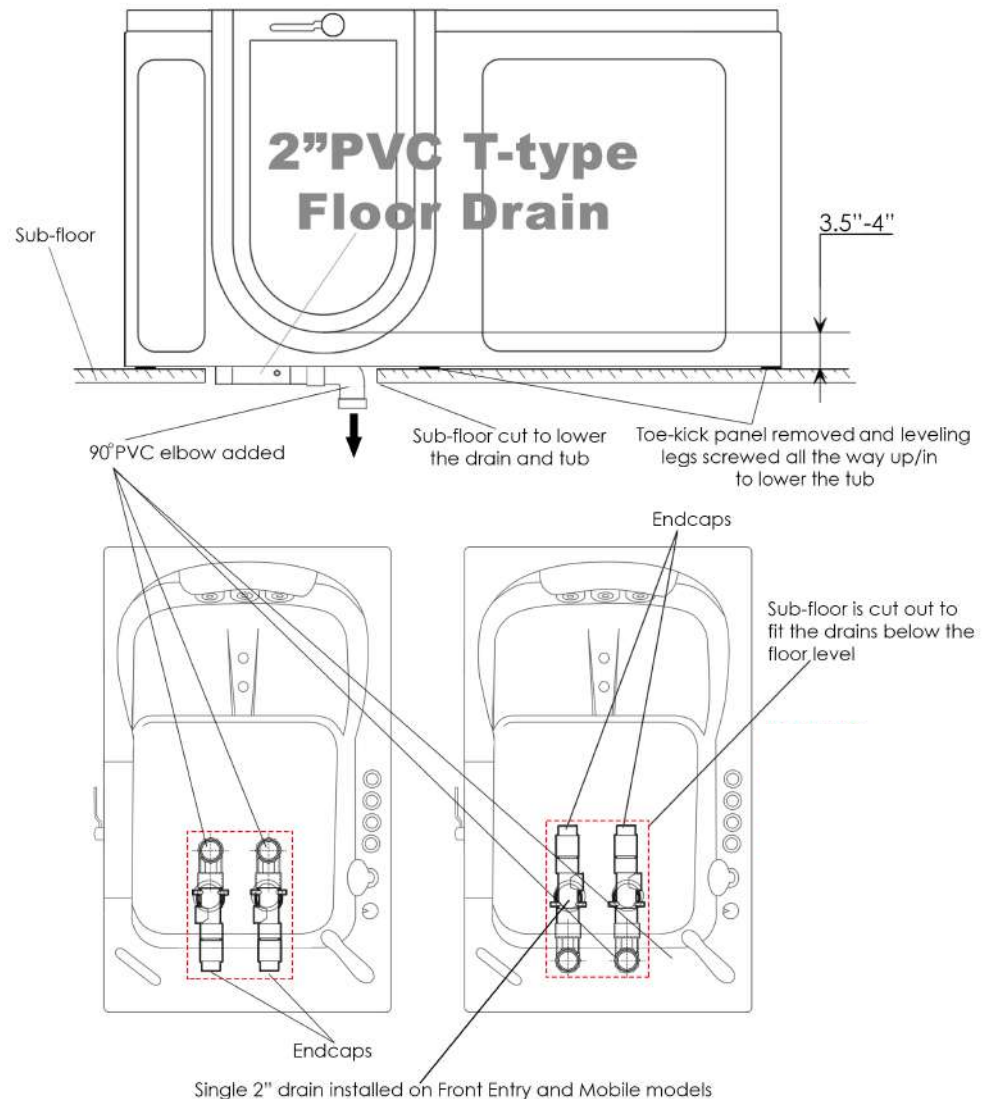 2”PVC T-type
Floor Drain
Sub-floor
3.5”-4”
90°PVC elbow added
Sub-floor cut to lower
the drain and tub
Toe-kick panel removed and leveling
legs screwed all the way up/in
to lower the tub
Endcaps
Sub-floor is cut out to
fit the drains below the
floor level
Endcaps
Single 2” drain installed on Front Entry and Mobile models